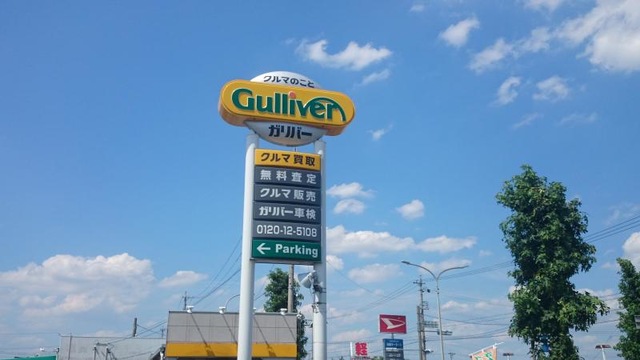 クルマのこと
Gulliver
ガリバー
クルマ買取
無料査定
クルマ販売
ガリバー車検
0120-12-5108
← Parking
軽